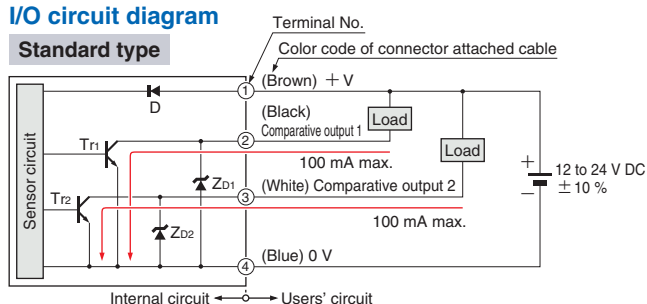 I/O circuit diagram
Standard type
Terminal No.
Color code of connector attached cable
Sensor circuit
D
1
(Brown) +V
(Black)
Comparative output 1
2
Load
Tr1
100 mA max.
Load
ZD1
3
(White) Comparative output 2
Tr2
+
−
12 to 24 V DC
± 10 %
100 mA max.
ZD2
4
(Blue) 0 V
Internal circuit
Users' circuit